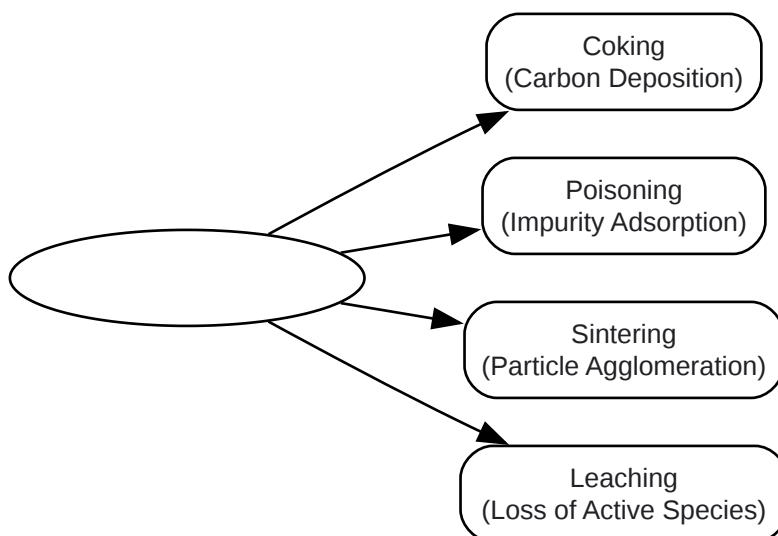 Coking
(Carbon Deposition)
Poisoning
(Impurity Adsorption)
Sintering
(Particle Agglomeration)
Leaching
(Loss of Active Species)